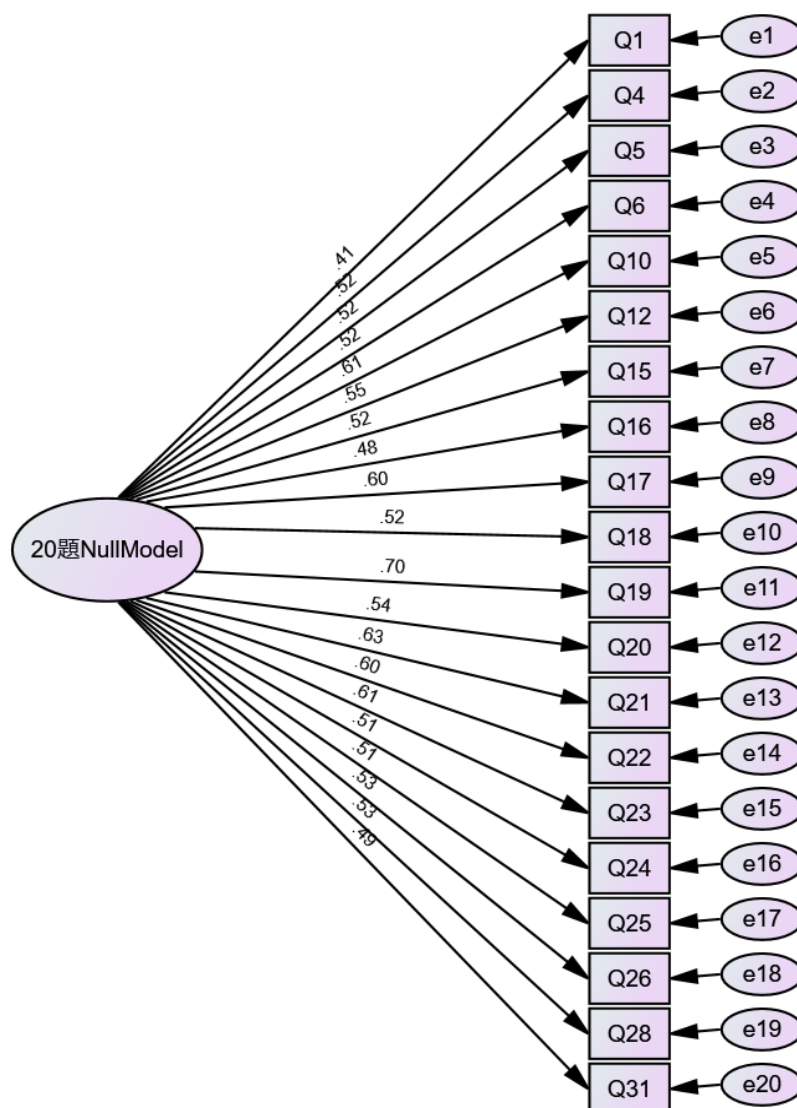 Q1 e1
Q4 e2
Q5 e3
Q6 e4
Q10 e5
Q12 e6
Q15 e7
Q16 e8
Q17 e9
Q18 e10
Q19 e11
Q20 e12
Q21 e13
Q22 e14
Q23 e15
Q24 e16
Q25 e17
Q26 e18
Q28 e19
Q31 e20
.41
.52
.52
.52
.61
.55
.52
.48
.60
.52
.70
.54
.63
.60
.61
.51
.51
.53
.53
.49
20題NullModel